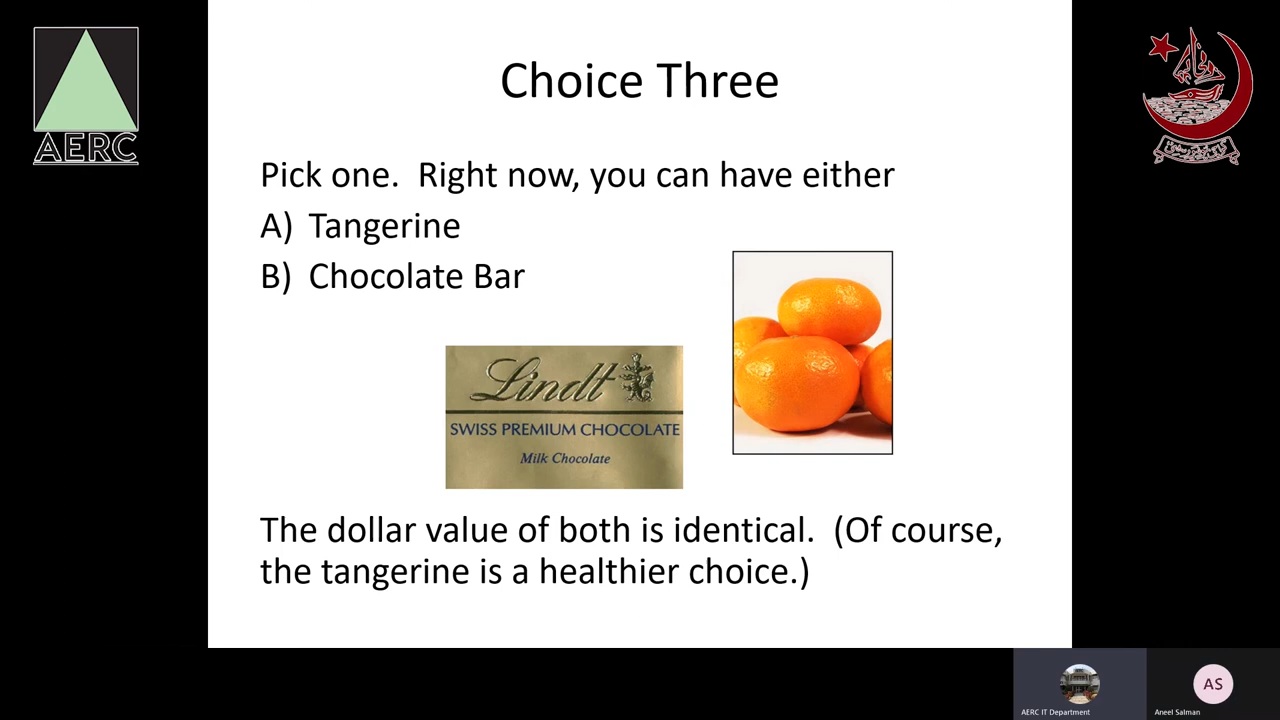 AERC
Choice Three
Pick one. Right now, you can have either
A) Tangerine
B) Chocolate Bar
Lindt
SWISS PREMIUM CHOCOLATE
Milk Chocolate
The dollar value of both is identical. (Of course,
the tangerine is a healthier choice.)
AERC IT Department
AS
Aneel Salman